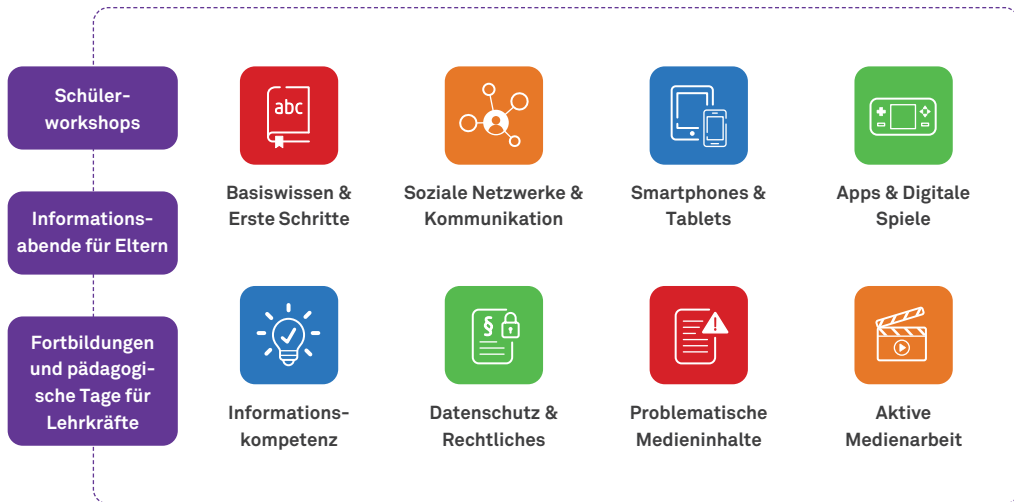 Schüler-
workshops
Informations-
abende für Eltern
Fortbildungen
und pädagogi-
sche Tage für
Lehrkräfte
abc
Basiswissen &
Erste Schritte
Soziale Netzwerke &
Kommunikation
Smartphones &
Tablets
Apps & Digitale
Spiele
Informations-
kompetenz
§
Datenschutz &
Rechtliches
Problematische
Medieninhalte
Aktive
Medienarbeit